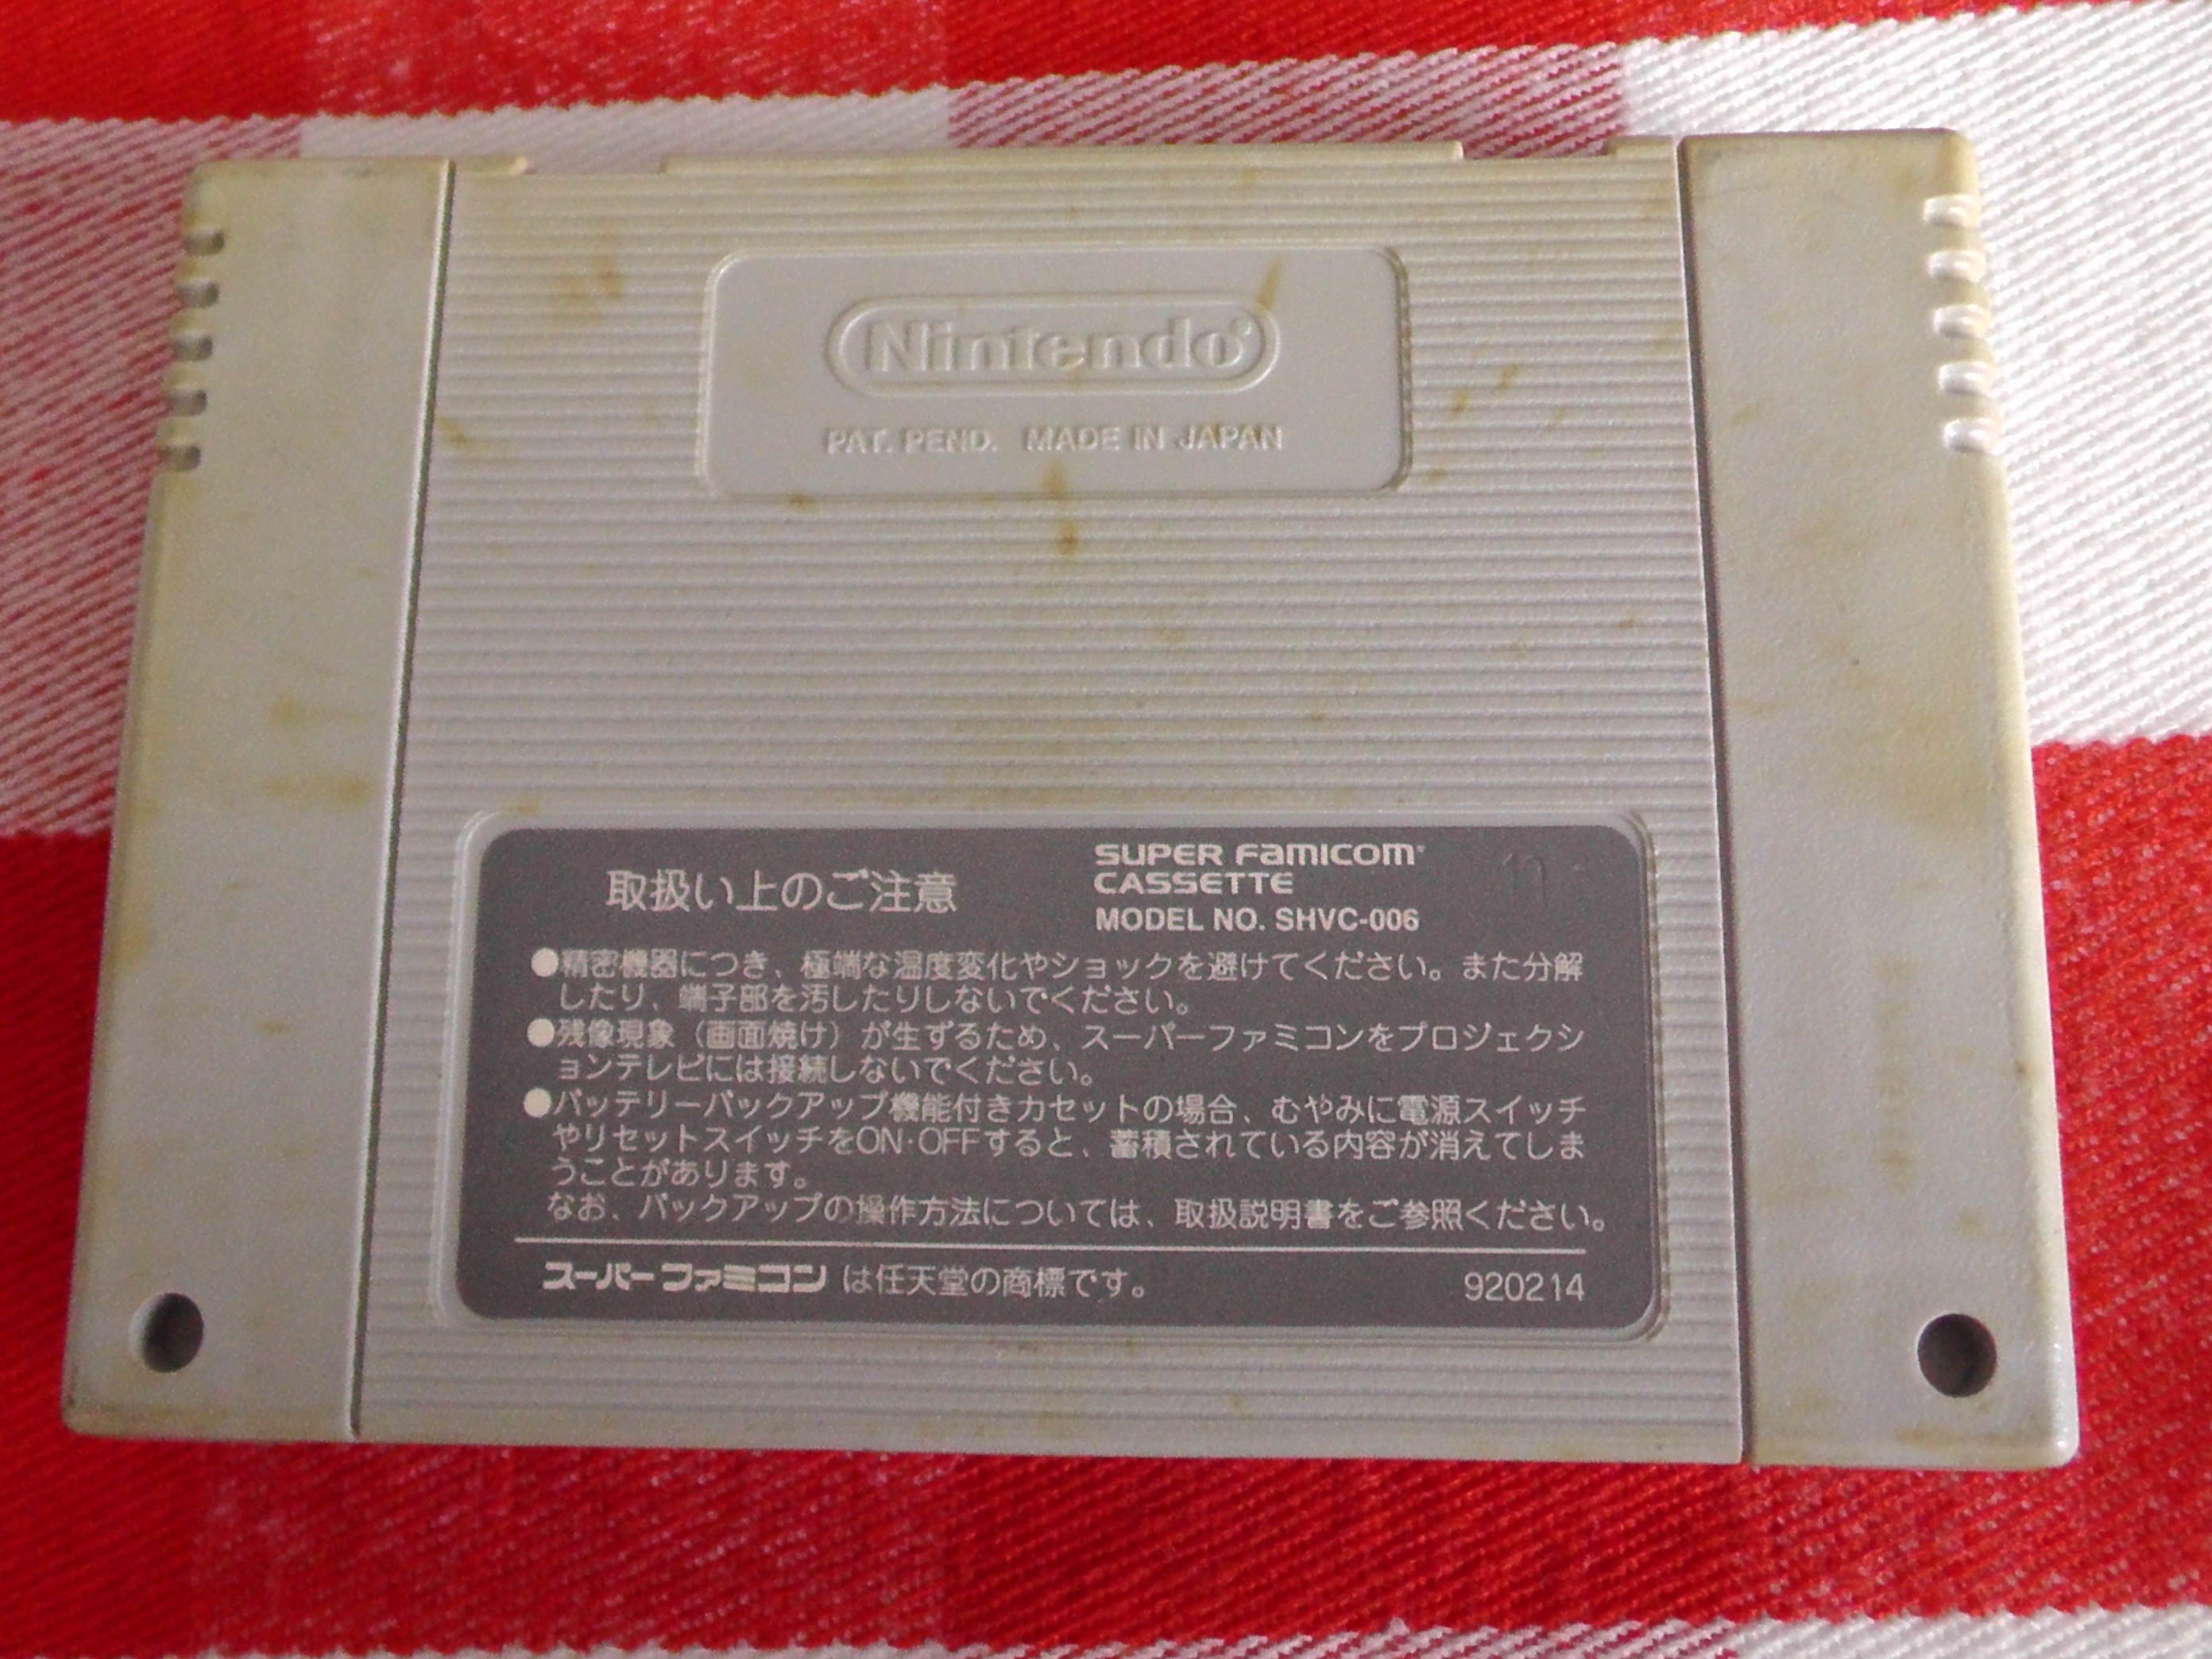 Nintendo®
PAT. PEND. MADE IN JAPAN
取扱い上のご注意
SUPER FAMICOM
CASSETTE
MODEL NO. SHVC-006
●精密機器につき、極端な温度変化やショックを避けてください。また分解
したり、端子部を汚したりしないでください。
●残像現象（画面焼け）が生ずるため、スーパーファミコンをプロジェクシ
ョンテレビには接続しないでください。
●バッテリーバックアップ機能付きカセットの場合、むやみに電源スイッチ
やリセットスイッチをON·OFFすると、蓄積されている内容が消えてしま
うことがあります。
なお、バックアップの操作方法については、取扱説明書をご参照ください。
スーパーファミコンは任天堂の商標です。
920214